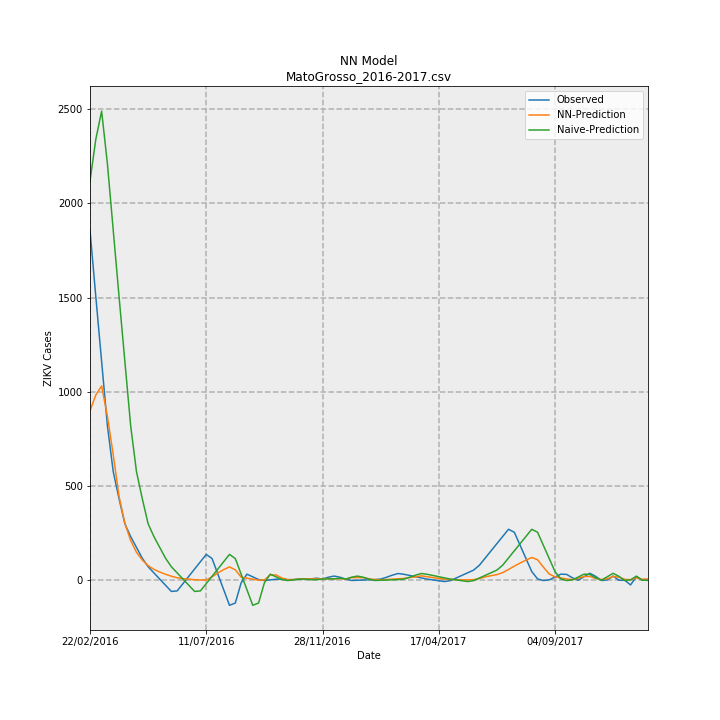 NN Model
MatoGrosso_2016-2017.csv
Observed
NN-Prediction
Naive-Prediction
2500
2000
1500
1000
500
0
ZIKV Cases
22/02/2016 11/07/2016 28/11/2016 17/04/2017 04/09/2017
Date